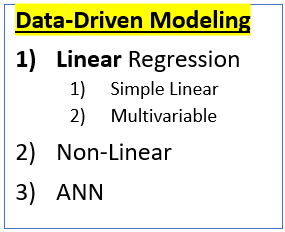 Data-Driven Modeling
1) Linear Regression
1) Simple Linear
2) Multivariable
2) Non-Linear
3) ANN